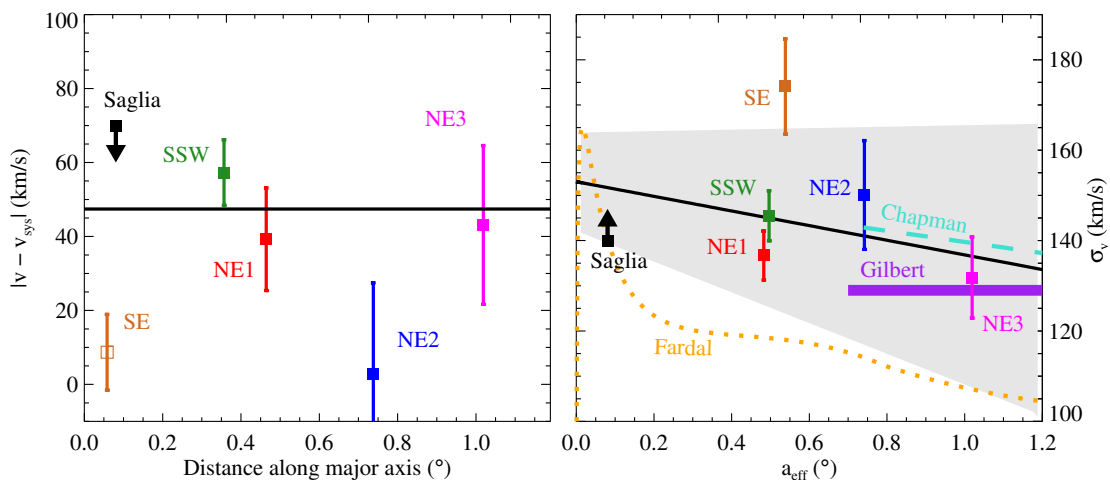 100
80
60
40
20
0
|v − v_sys| (km/s)
Saglia
SSW
NE1
NE3
NE2
SE
0.0 0.2 0.4 0.6 0.8 1.0
Distance along major axis (°)
SE
SSW
NE2
NE1
Chapman
Saglia
Gilbert
NE3
Fardal
180
160
140
120
100
σ_v (km/s)
0.0 0.2 0.4 0.6 0.8 1.0 1.2
a_eff (°)